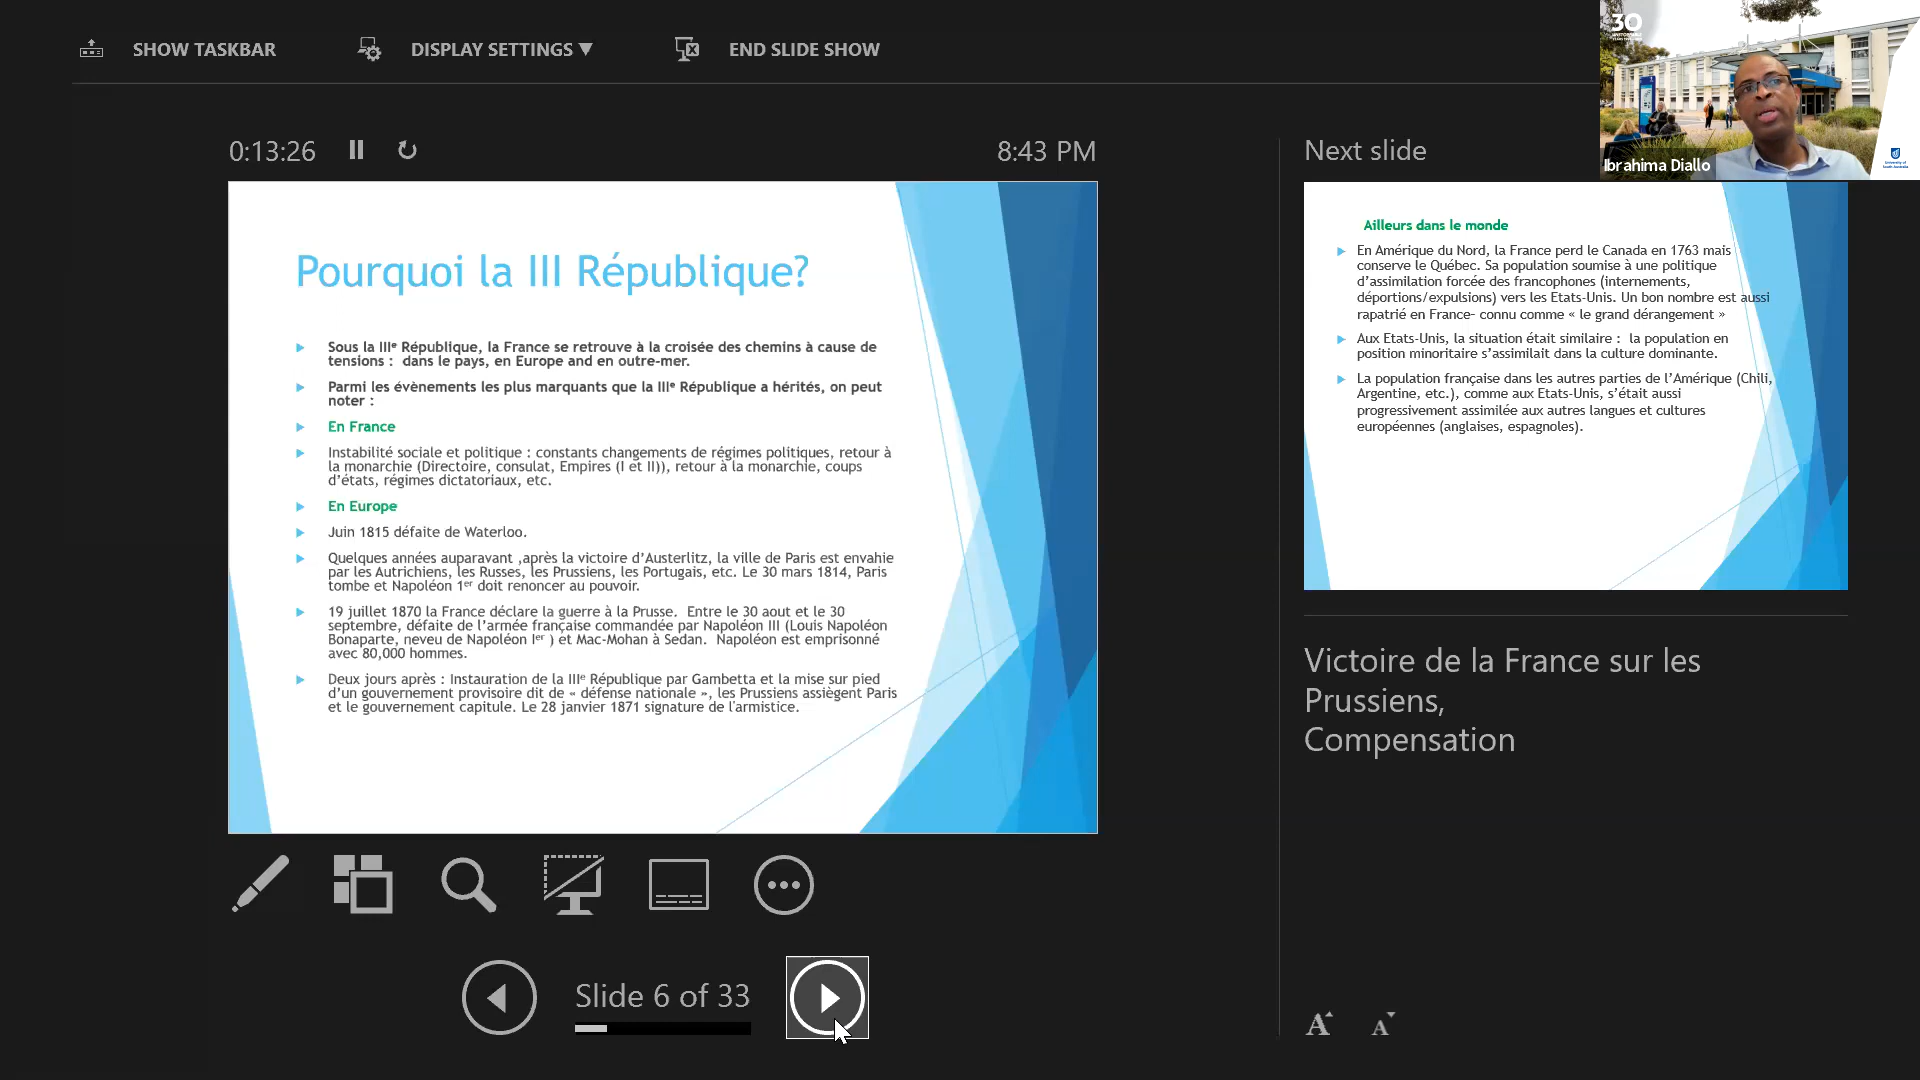 SHOW TASKBAR
DISPLAY SETTINGS ▼
END SLIDE SHOW
30
Ibrahima Diallo
University of
South Australia
0:13:26
8:43 PM
Pourquoi la III République?
Sous la IIIᵉ République, la France se retrouve à la croisée des chemins à cause de
tensions :  dans le pays, en Europe and en outre-mer.
Parmi les évènements les plus marquants que la IIIᵉ République a hérités, on peut
noter :
En France
Instabilité sociale et politique : constants changements de régimes politiques, retour à
la monarchie (Directoire, consulat, Empires (I et II)), retour à la monarchie, coups
d’états, régimes dictatoriaux, etc.
En Europe
Juin 1815 défaite de Waterloo.
Quelques années auparavant ,après la victoire d’Austerlitz, la ville de Paris est envahie
par les Autrichiens, les Russes, les Prussiens, les Portugais, etc. Le 30 mars 1814, Paris
tombe et Napoléon 1ᵉʳ doit renoncer au pouvoir.
19 juillet 1870 la France déclare la guerre à la Prusse.  Entre le 30 aout et le 30
septembre, défaite de l’armée française commandée par Napoléon III (Louis Napoléon
Bonaparte, neveu de Napoléon Iᵉʳ ) et Mac-Mohan à Sedan.  Napoléon est emprisonné
avec 80,000 hommes.
Deux jours après : Instauration de la IIIᵉ République par Gambetta et la mise sur pied
d’un gouvernement provisoire dit de « défense nationale », les Prussiens assiègent Paris
et le gouvernement capitule. Le 28 janvier 1871 signature de l'armistice.
Slide 6 of 33
Next slide
Ailleurs dans le monde
En Amérique du Nord, la France perd le Canada en 1763 mais
conserve le Québec. Sa population soumise à une politique
d’assimilation forcée des francophones (internements,
déportions/expulsions) vers les Etats-Unis. Un bon nombre est aussi
rapatrié en France- connu comme « le grand dérangement »
Aux Etats-Unis, la situation était similaire :  la population en
position minoritaire s’assimilait dans la culture dominante.
La population française dans les autres parties de l’Amérique (Chili,
Argentine, etc.), comme aux Etats-Unis, s’était aussi
progressivement assimilée aux autres langues et cultures
européennes (anglaises, espagnoles).
Victoire de la France sur les
Prussiens,
Compensation
A A